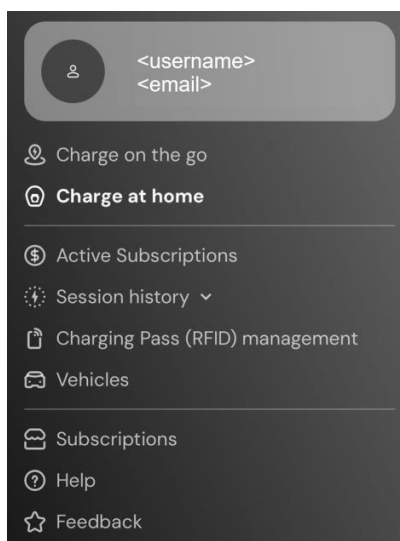 <username>
<email>
Charge on the go
Charge at home
Active Subscriptions
Session history
Charging Pass (RFID) management
Vehicles
Subscriptions
Help
Feedback